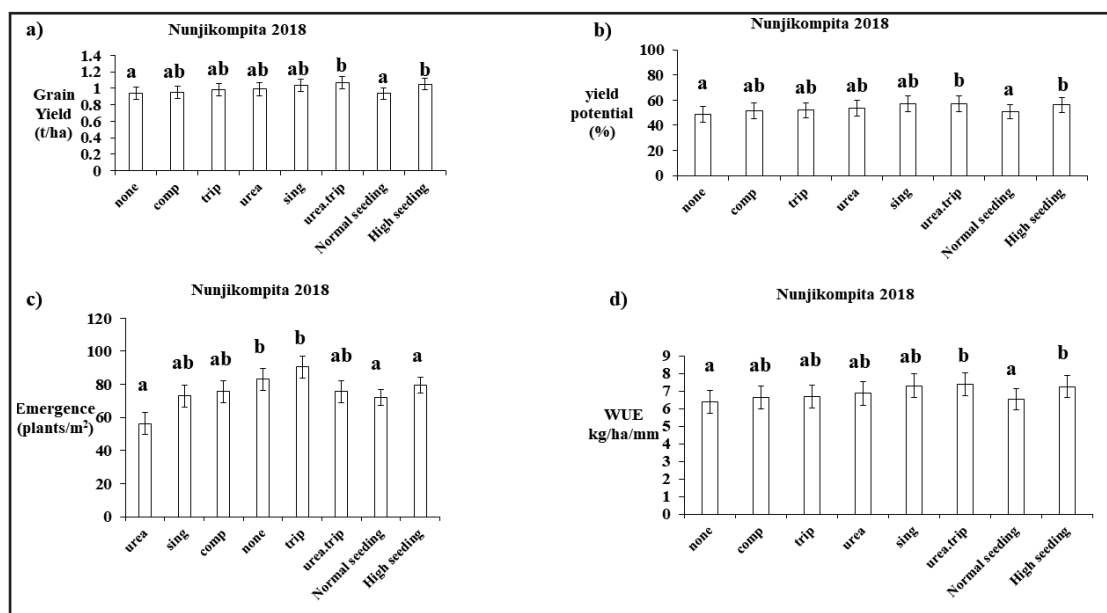 a)
Nunjikompita 2018
Grain
Yield
(t/ha)
1.4
1.2
1
0.8
0.6
0.4
0.2
0
a
ab
ab
ab
ab
b
a
b
none
comp
trip
urea
sing
urea.trip
Normal seeding
High seeding
b)
Nunjikompita 2018
yield
potential
(%)
100
80
60
40
20
0
a
ab
ab
ab
ab
b
a
b
none
comp
trip
urea
sing
urea.trip
Normal seeding
High seeding
c)
Nunjikompita 2018
Emergence
(plants/m²)
120
100
80
60
40
20
0
a
ab
ab
b
b
ab
a
a
urea
sing
comp
none
trip
urea.trip
Normal seeding
High seeding
d)
Nunjikompita 2018
WUE
kg/ha/mm
9
8
7
6
5
4
3
2
1
0
a
ab
ab
ab
ab
b
a
b
none
comp
trip
urea
sing
urea.trip
Normal seeding
High seeding